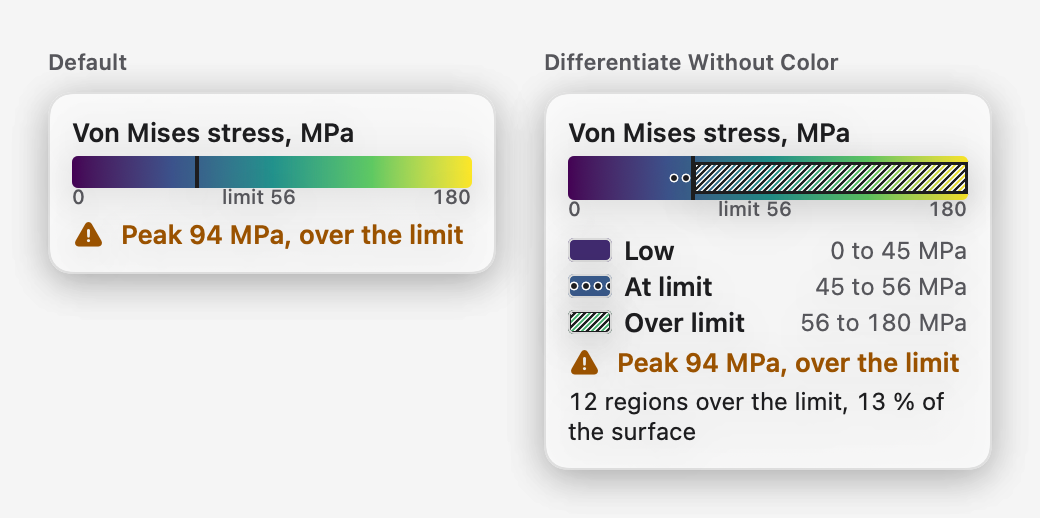 Default
Von Mises stress, MPa
0 limit 56 180
Peak 94 MPa, over the limit
Differentiate Without Color
Von Mises stress, MPa
0 limit 56 180
Low 0 to 45 MPa
At limit 45 to 56 MPa
Over limit 56 to 180 MPa
Peak 94 MPa, over the limit
12 regions over the limit, 13 % of
the surface